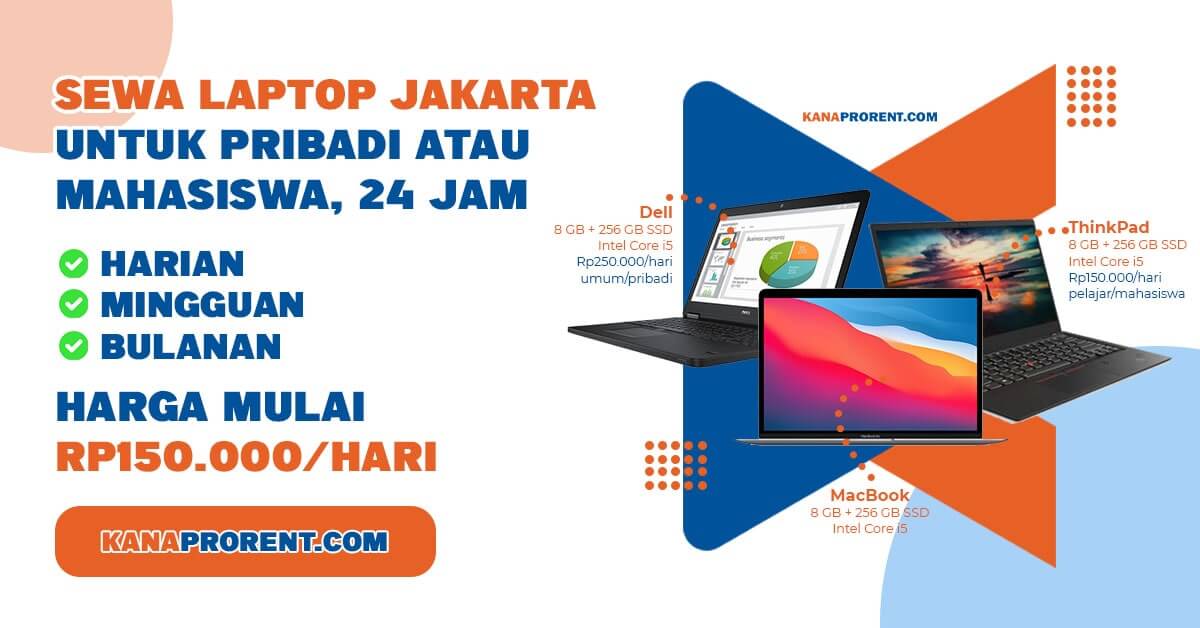 SEWA LAPTOP JAKARTA
UNTUK PRIBADI ATAU
MAHASISWA, 24 JAM
HARIAN
MINGGUAN
BULANAN
HARGA MULAI
RP150.000/HARI
KANAPRORENT.COM
KANAPRORENT.COM
Dell
8 GB + 256 GB SSD
Intel Core i5
Rp250.000/hari
umum/pribadi
ThinkPad
8 GB + 256 GB SSD
Intel Core i5
Rp150.000/hari
pelajar/mahasiswa
MacBook
8 GB + 256 GB SSD
Intel Core i5